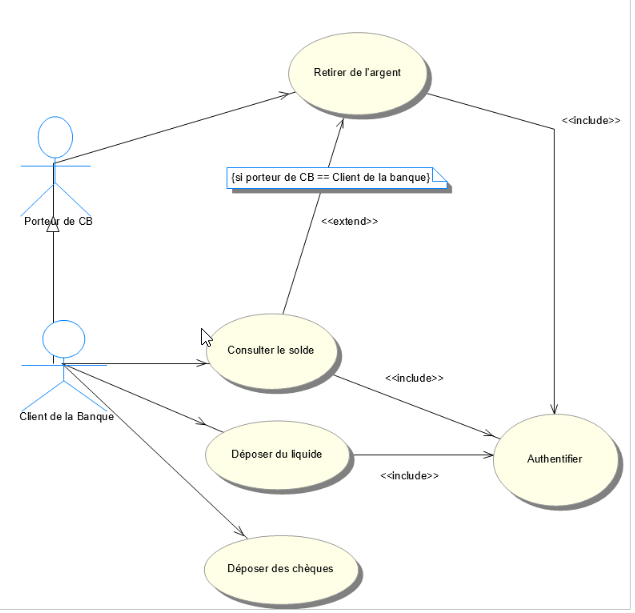 Retirer de l'argent
<<include>>
{si porteur de CB == Client de la banque}
Porteur de CB
<<extend>>
Consulter le solde
<<include>>
Client de la Banque
Déposer du liquide
Authentifier
<<include>>
Déposer des chèques